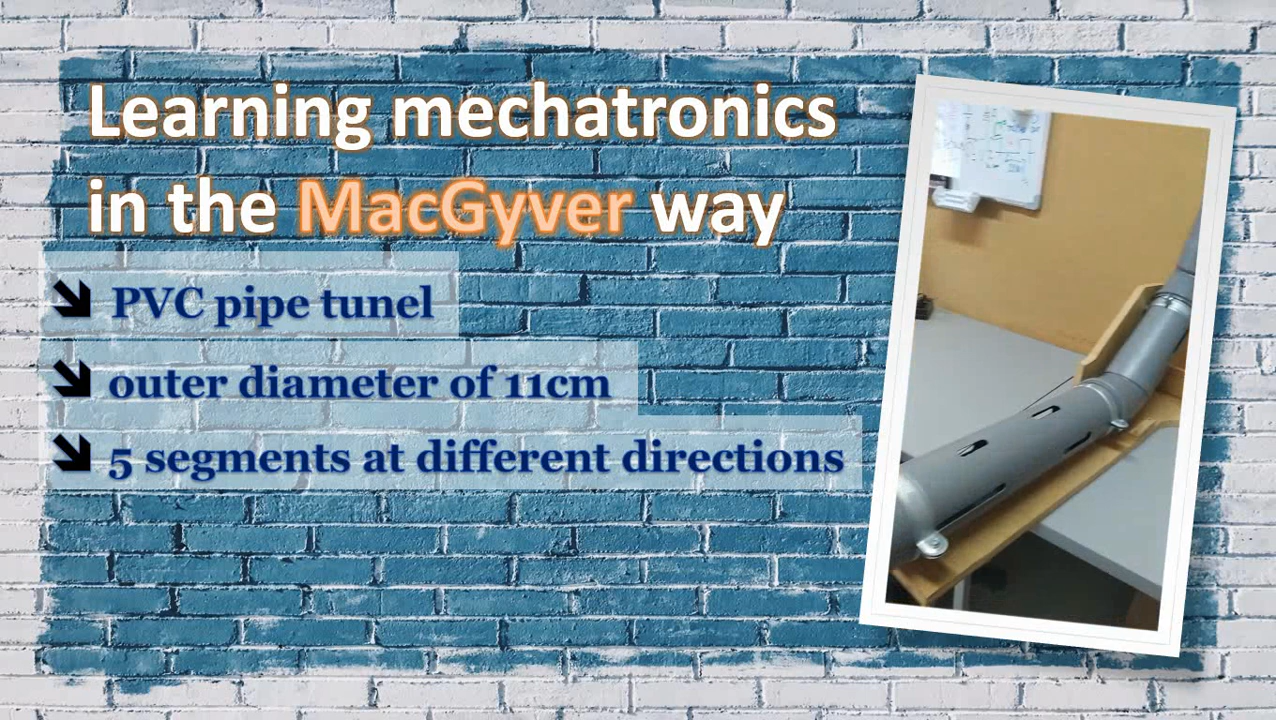 Learning mechatronics
in the MacGyver way
PVC pipe tunel
outer diameter of 11cm
5 segments at different directions